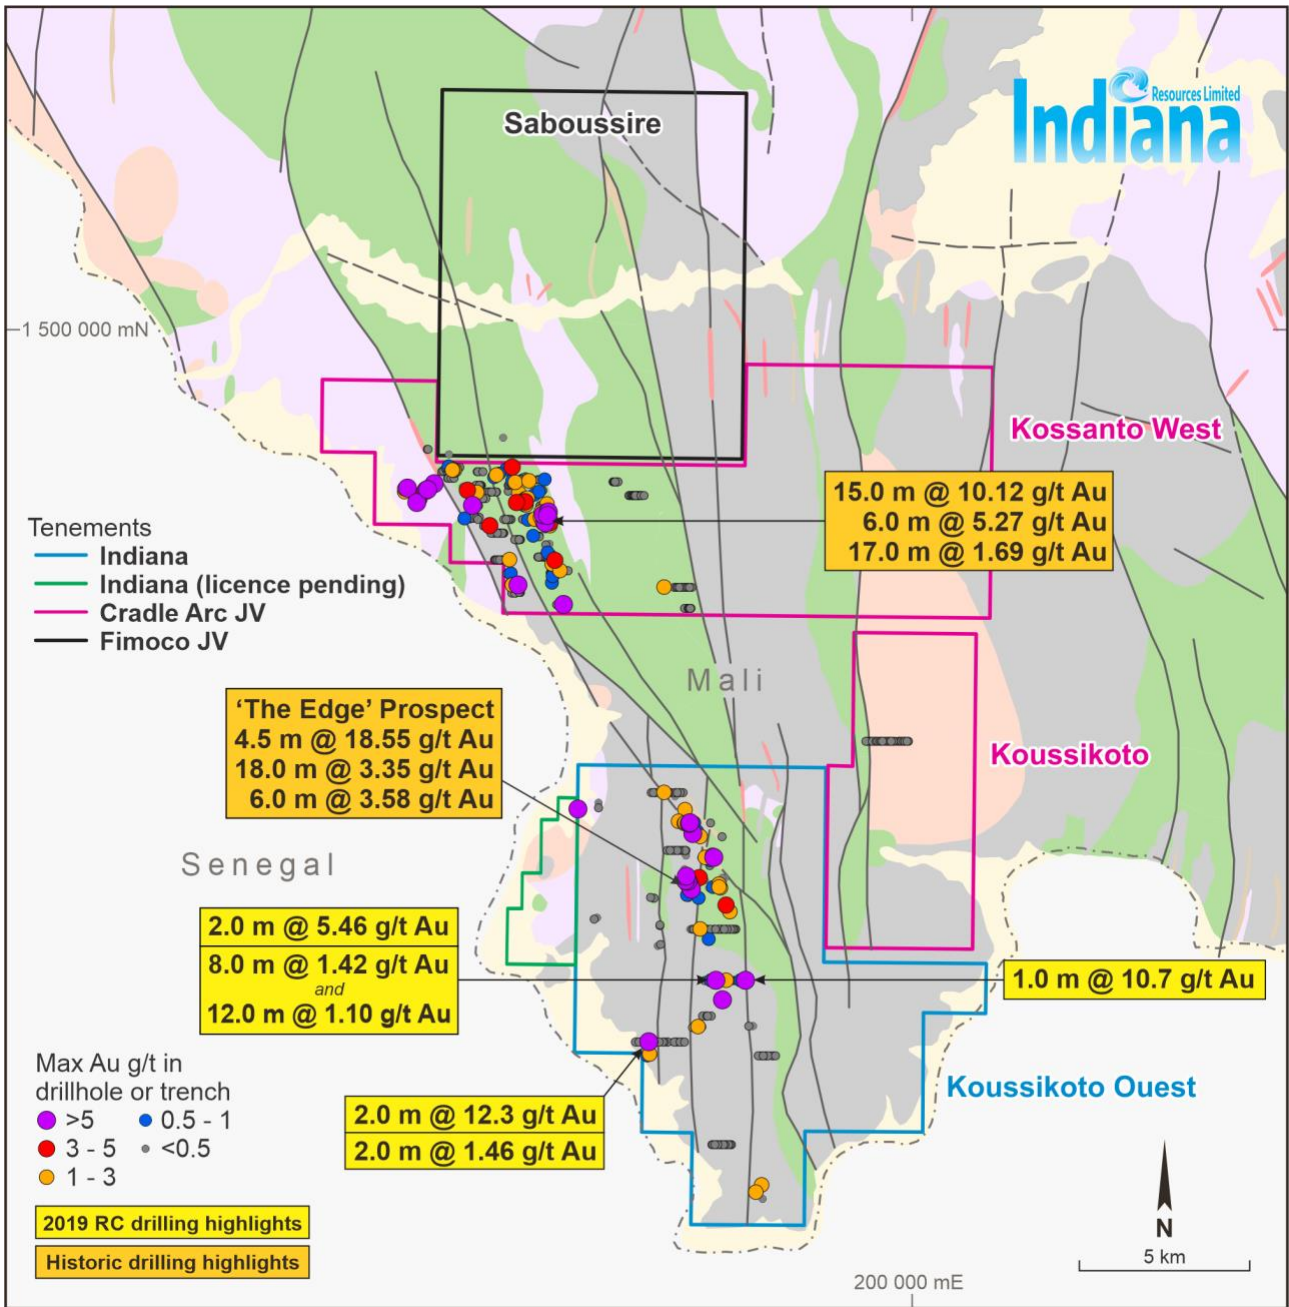 Saboussire
Resources Limited
Indiana
1 500 000 mN
Kossanto West
15.0 m @ 10.12 g/t Au
6.0 m @ 5.27 g/t Au
17.0 m @ 1.69 g/t Au
Tenements
Indiana
Indiana (licence pending)
Cradle Arc JV
Fimoco JV
Mali
'The Edge' Prospect
4.5 m @ 18.55 g/t Au
18.0 m @ 3.35 g/t Au
6.0 m @ 3.58 g/t Au
Koussikoto
Senegal
2.0 m @ 5.46 g/t Au
8.0 m @ 1.42 g/t Au
and
12.0 m @ 1.10 g/t Au
1.0 m @ 10.7 g/t Au
Koussikoto Ouest
2.0 m @ 12.3 g/t Au
2.0 m @ 1.46 g/t Au
Max Au g/t in
drillhole or trench
>5
0.5 - 1
3 - 5
<0.5
1 - 3
2019 RC drilling highlights
Historic drilling highlights
N
5 km
200 000 mE